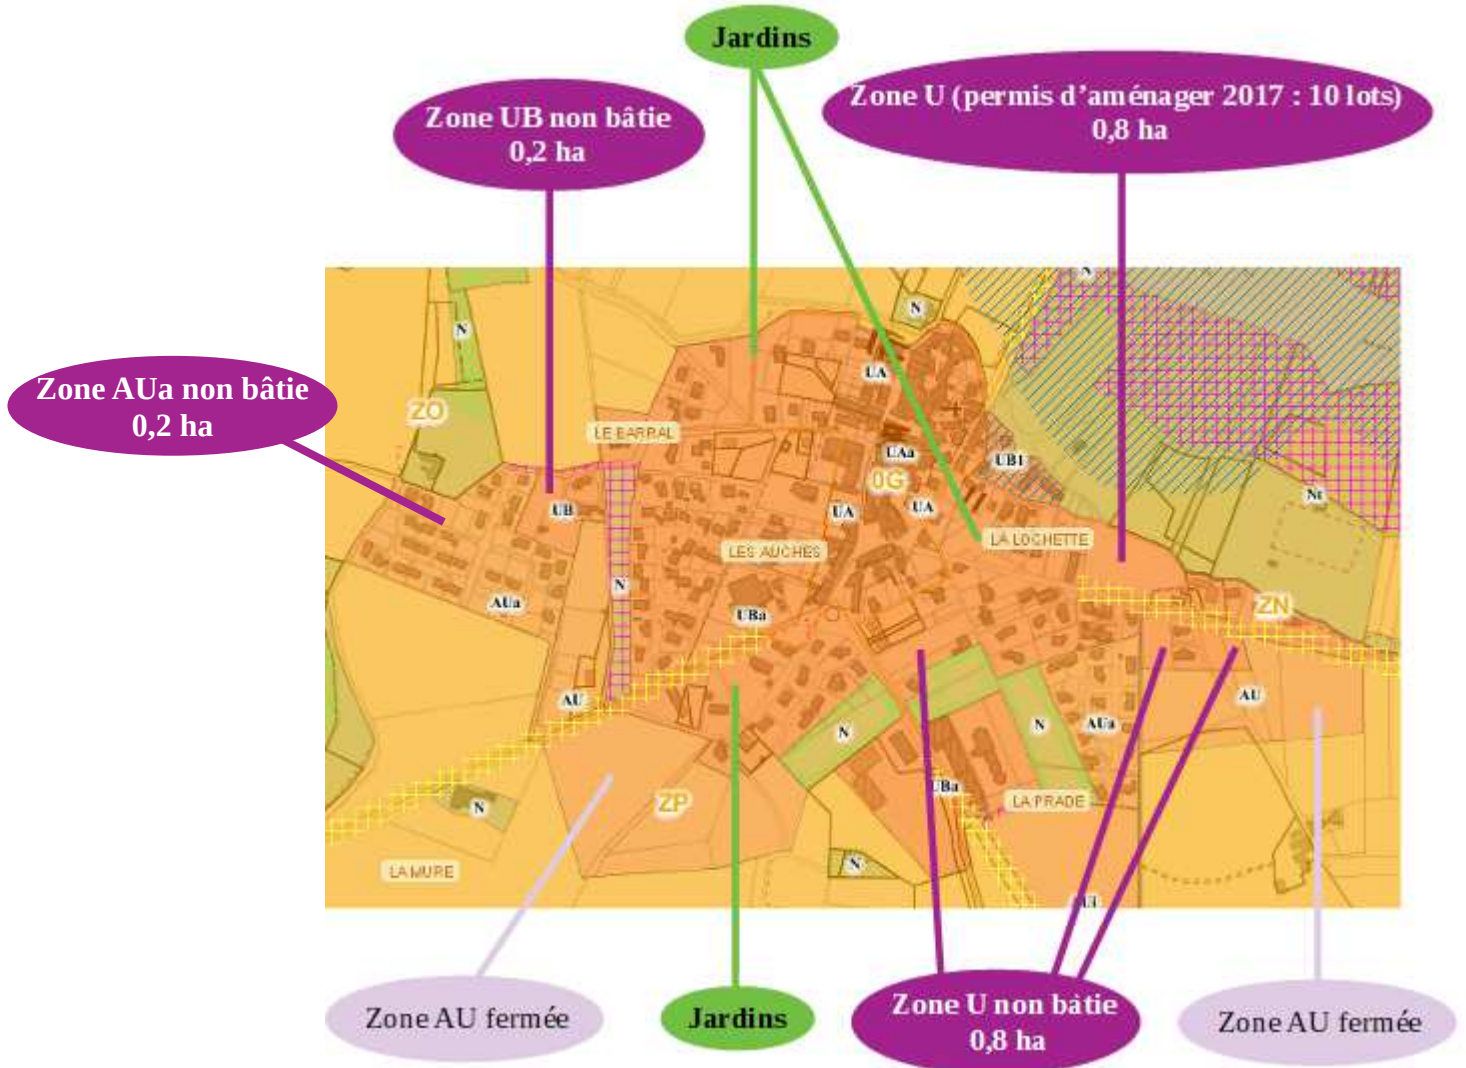 Jardins
Zone UB non bâtie
0,2 ha
Zone U (permis d’aménager 2017 : 10 lots)
0,8 ha
Zone AUa non bâtie
0,2 ha
N
N
N
UA
ZO
LE BARRAL
UAa
UB1
0G
Nt
UB
UA
UA
LES AUCHES
LA LOCHETTE
N
AUa
UBa
ZN
AU
AU
N
N
AUa
UBa
ZP
LA PRADE
N
LA MURE
N
Zone AU fermée
Jardins
Zone U non bâtie
0,8 ha
Zone AU fermée